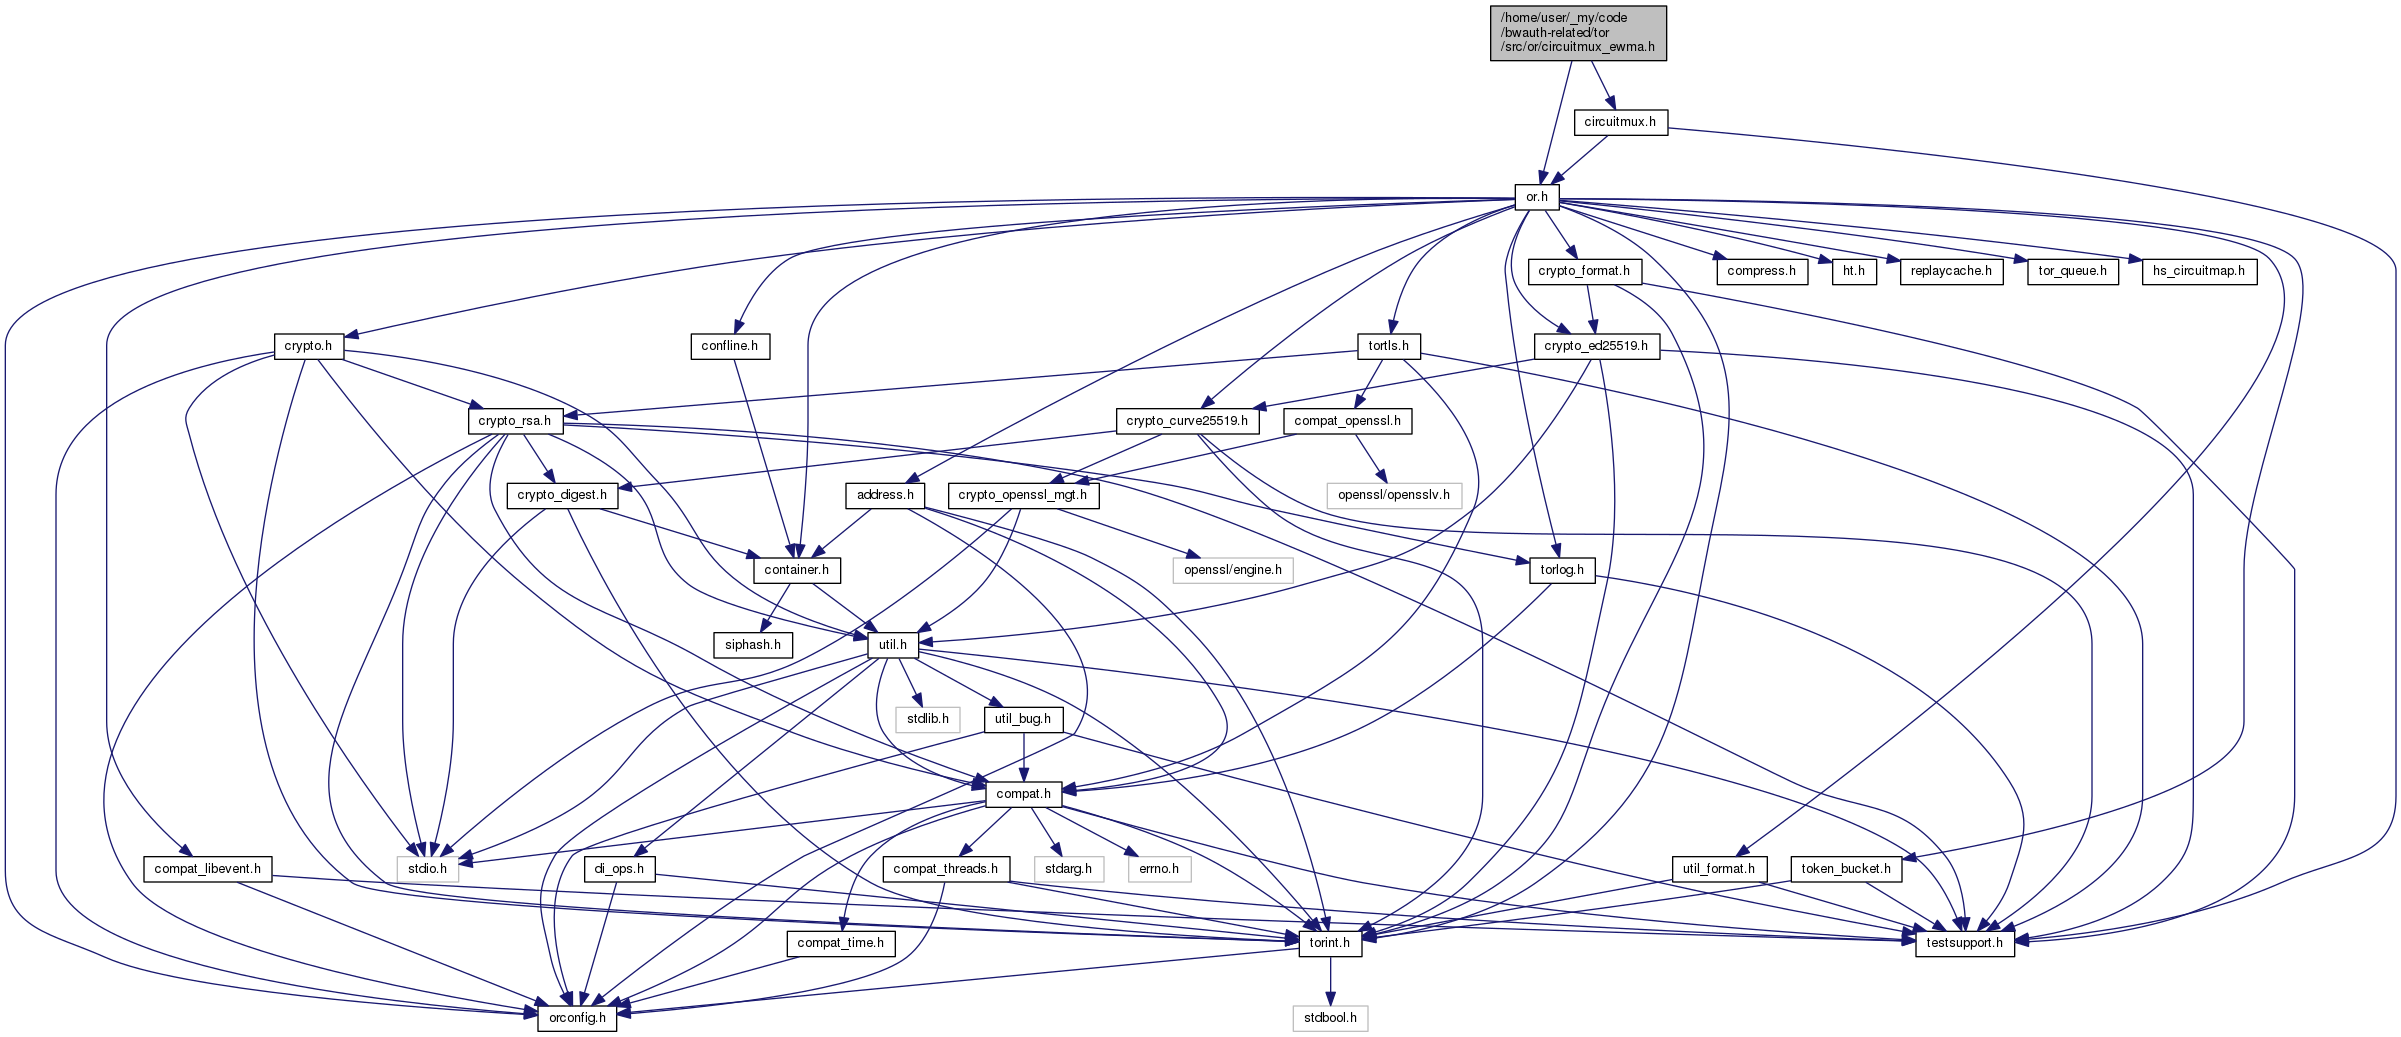 /home/user/_my/code
/bwauth-related/tor
/src/or/circuitmux_ewma.h
circuitmux.h
or.h
crypto_format.h
compress.h
ht.h
replaycache.h
tor_queue.h
hs_circuitmap.h
crypto.h
confline.h
tortls.h
crypto_ed25519.h
crypto_rsa.h
crypto_curve25519.h
compat_openssl.h
crypto_digest.h
address.h
crypto_openssl_mgt.h
openssl/opensslv.h
container.h
openssl/engine.h
torlog.h
siphash.h
util.h
stdlib.h
util_bug.h
compat.h
compat_libevent.h
stdio.h
di_ops.h
compat_threads.h
stdarg.h
errno.h
util_format.h
token_bucket.h
compat_time.h
torint.h
testsupport.h
orconfig.h
stdbool.h